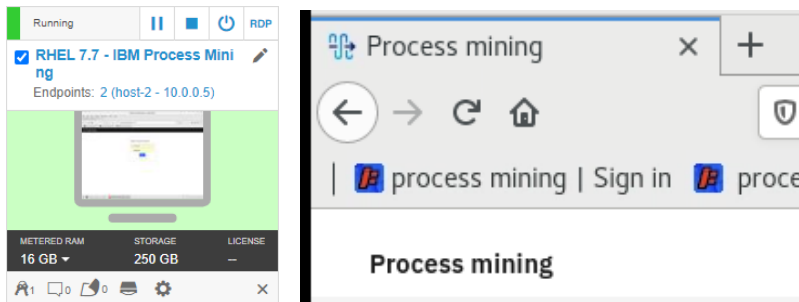 Running
RDP
RHEL 7.7 - IBM Process Mini
ng
Endpoints: 2 (host-2 - 10.0.0.5)
METERED RAM STORAGE LICENSE
16 GB 250 GB –
1 0 0
Process mining
process mining | Sign in proce
Process mining